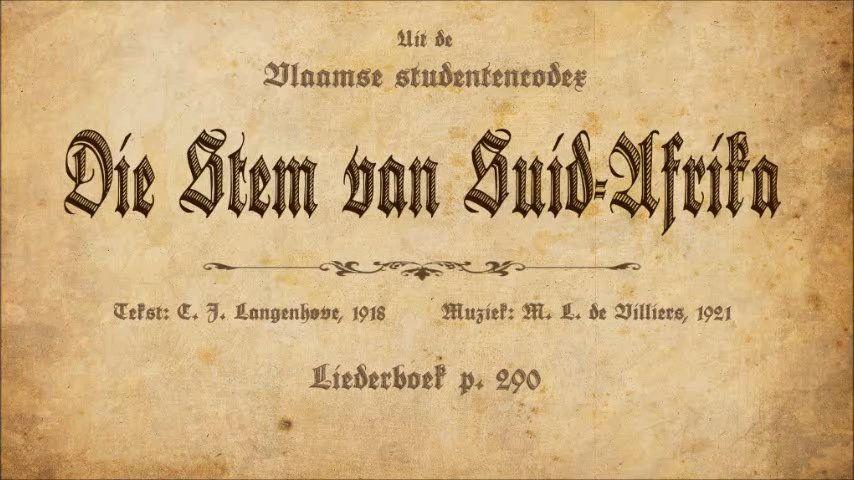 Uit de
Vlaamse studentencodex
Die Stem van Suid-Afrika
Tekst: C. J. Langenhove, 1918 Muziek: M. L. de Villiers, 1921
Liederboek p. 290